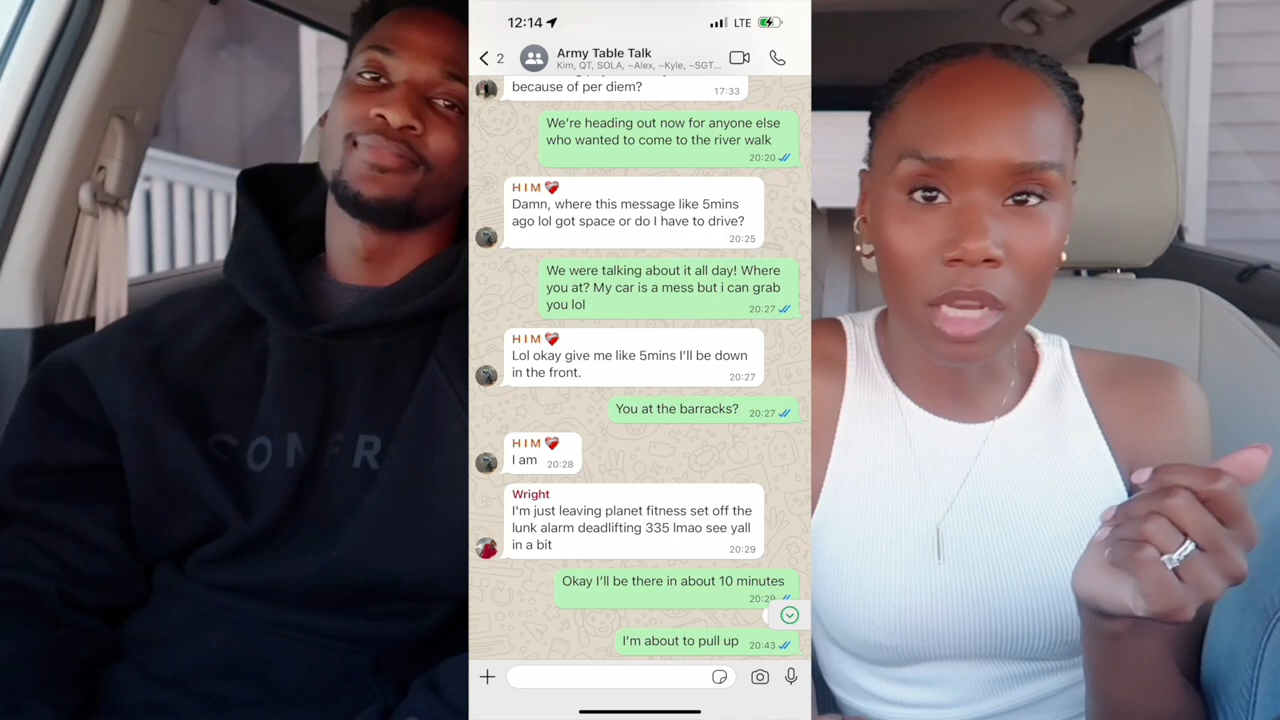 12:14
LTE
2
Army Table Talk
Kim, QT, SOLA, ~Alex, ~Kyle, ~SGT...
because of per diem?
17:33
We're heading out now for anyone else
who wanted to come to the river walk
20:20
H I M ❤️‍🩹
Damn, where this message like 5mins
ago lol got space or do I have to drive?
20:25
We were talking about it all day! Where
you at? My car is a mess but i can grab
you lol
20:27
H I M ❤️‍🩹
Lol okay give me like 5mins I'll be down
in the front.
20:27
You at the barracks?
20:27
H I M ❤️‍🩹
I am
20:28
Wright
I'm just leaving planet fitness set off the
lunk alarm deadlifting 335 lmao see yall
in a bit
20:29
Okay I'll be there in about 10 minutes
20:29
I'm about to pull up
20:43